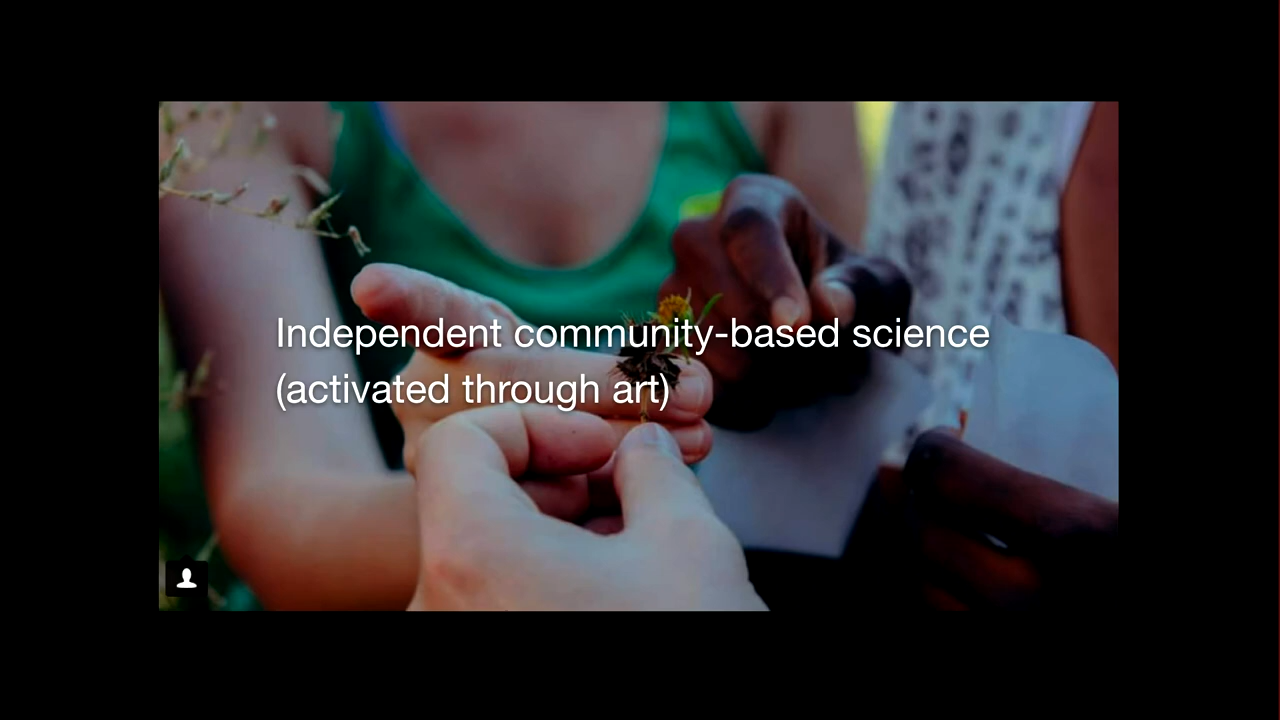 Independent community-based science
(activated through art)